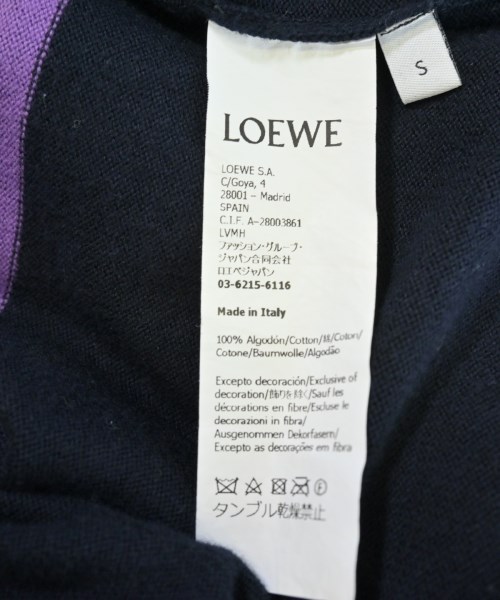 S
LOEWE
LOEWE S.A.
C/Goya, 4
28001 – Madrid
SPAIN
C.I.F. A-28003861
LVMH
ファッション・グループ・
ジャパン合同会社
ロエベジャパン
03-6215-6116
Made in Italy
100% Algodón/Cotton/綿/Coton/
Cotone/Baumwolle/Algodão
Excepto decoración/Exclusive of
decoration/飾りを除く/Sauf les
décorations en fibre/Escluse le
decorazioni in fibra/
Ausgenommen Dekorfasern/
Excepto as decorações em fibra
タンブル乾燥禁止